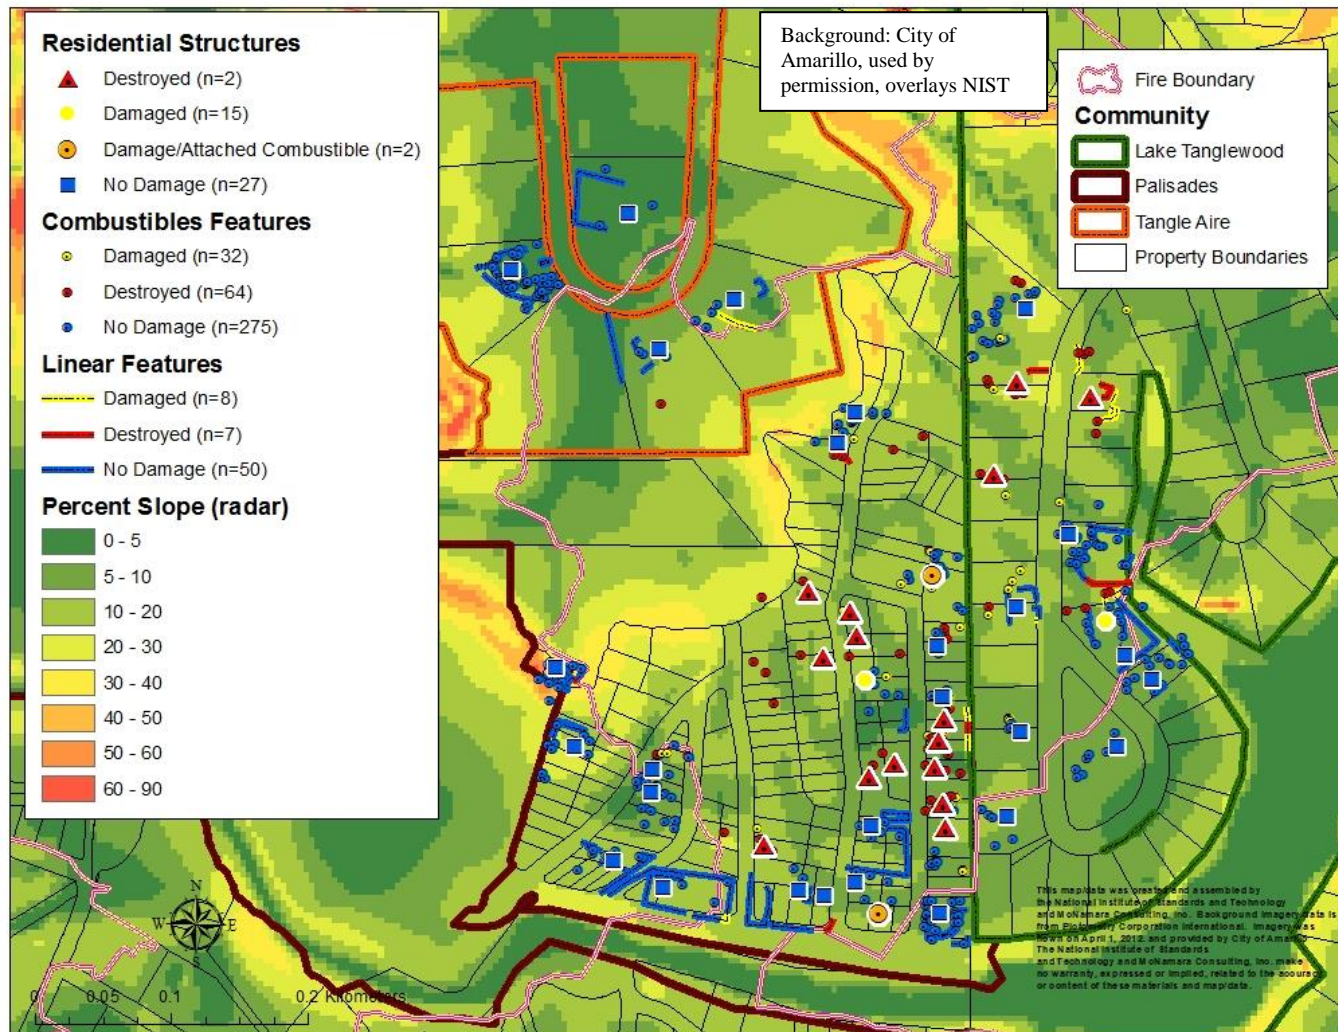 Residential Structures
Destroyed (n=2)
Damaged (n=15)
Damage/Attached Combustible (n=2)
No Damage (n=27)
Combustibles Features
Damaged (n=32)
Destroyed (n=64)
No Damage (n=275)
Linear Features
Damaged (n=8)
Destroyed (n=7)
No Damage (n=50)
Percent Slope (radar)
0 - 5
5 - 10
10 - 20
20 - 30
30 - 40
40 - 50
50 - 60
60 - 90
Background: City of
Amarillo, used by
permission, overlays NIST
Fire Boundary
Community
Lake Tanglewood
Palisades
Tangle Aire
Property Boundaries
N
W E
S
0 0.05 0.1 0.2 Kilometers
This map/data was created and assembled by
the National Institute of Standards and Technology
and McNamara Consulting, Inc. Background imagery data is
from Pictometry Corporation International. Imagery was
flown on April 1, 2012 and provided by City of
The National Institute of Standards
and Technology and McNamara Consulting, Inc. make
no warranty, expressed or implied, related to the accuracy
or content of these materials and map/data.